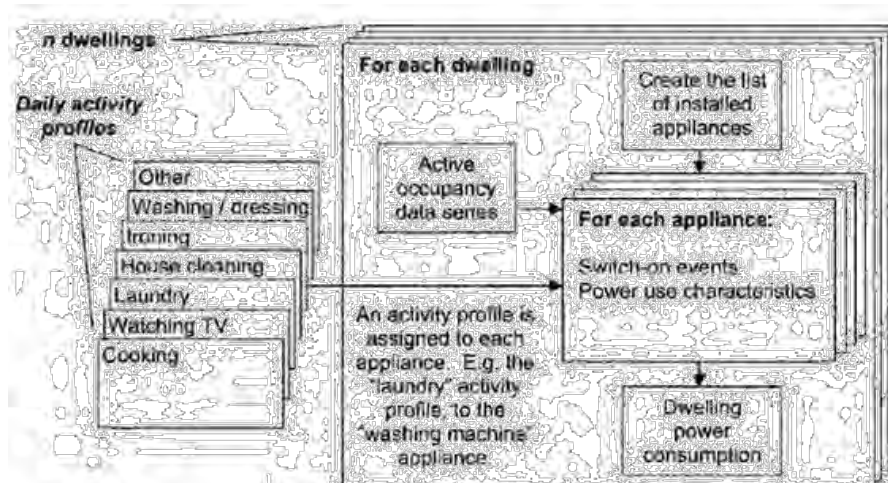 n dwellings
Daily activity
profiles
Other
Washing / dressing
Ironing
House cleaning
Laundry
Watching TV
Cooking
For each dwelling
Active
occupancy
data series
An activity profile is
assigned to each
appliance. E.g. the
"laundry" activity
profile, to the
"washing machine"
appliance
Create the list
of installed
appliances
For each appliance:
Switch-on events
Power use characteristics
Dwelling
power
consumption